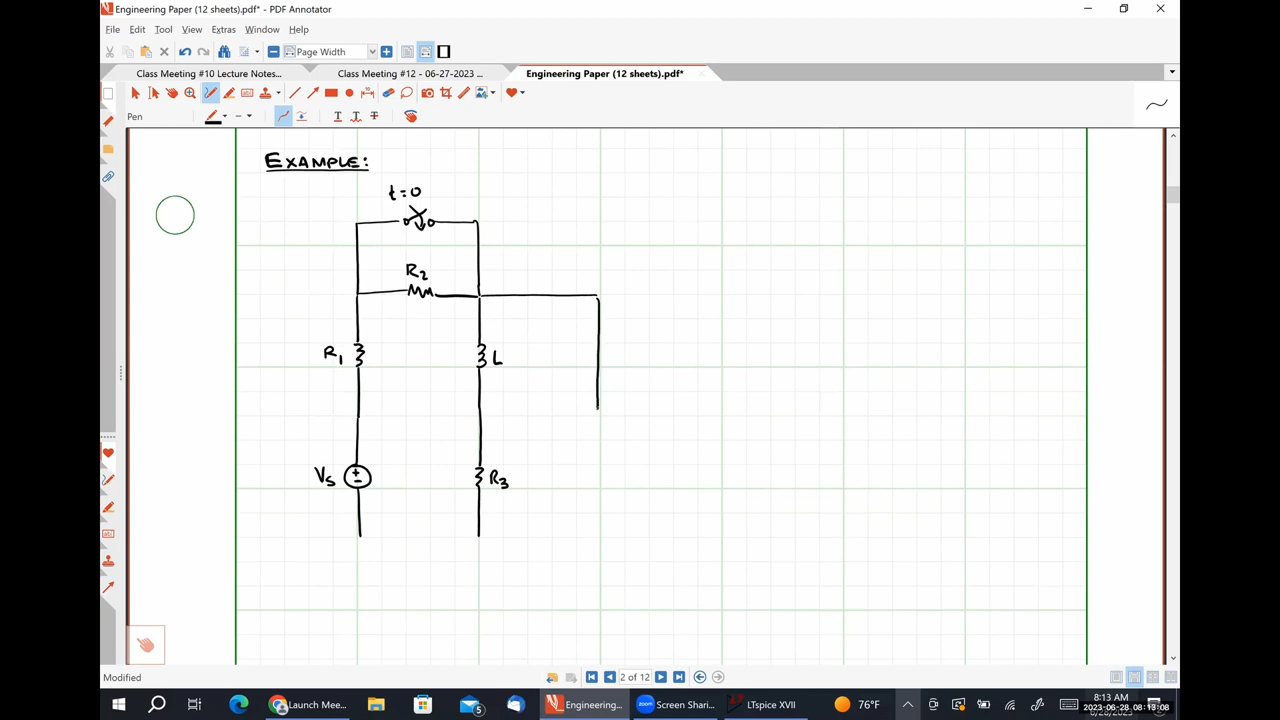 Engineering Paper (12 sheets).pdf* - PDF Annotator
File Edit Tool View Extras Window Help
Page Width
Class Meeting #10 Lecture Notes...
Class Meeting #12 - 06-27-2023 ...
Engineering Paper (12 sheets).pdf*
Pen
EXAMPLE:
t=0
R2
R1
L
Vs
+
-
R3
Modified
2 of 12
Launch Mee...
5
Engineering...
Screen Shari...
LTspice XVII
76°F
8:13 AM
2023-06-28 08:13:08